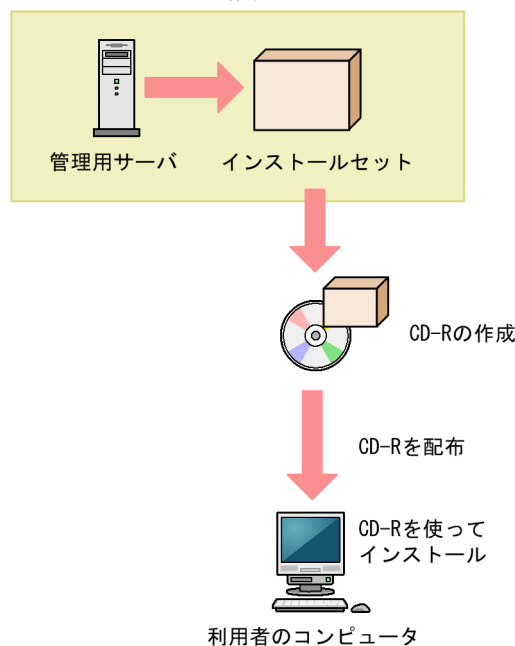 管理用サーバ
インストールセット
CD-Rの作成
CD-Rを配布
CD-Rを使って
インストール
利用者のコンピュータ